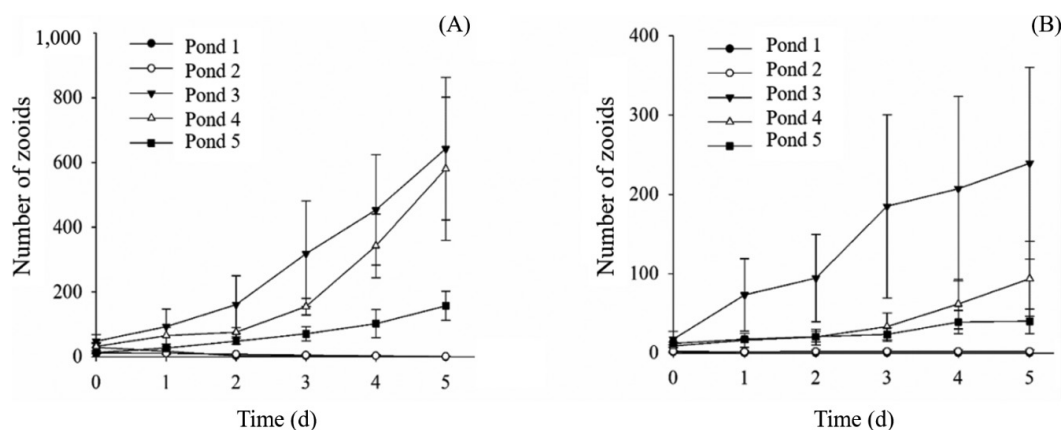 (A)
Number of zooids
1,000
800
600
400
200
0
Pond 1
Pond 2
Pond 3
Pond 4
Pond 5
0 1 2 3 4 5
Time (d)
(B)
Number of zooids
400
300
200
100
0
Pond 1
Pond 2
Pond 3
Pond 4
Pond 5
0 1 2 3 4 5
Time (d)